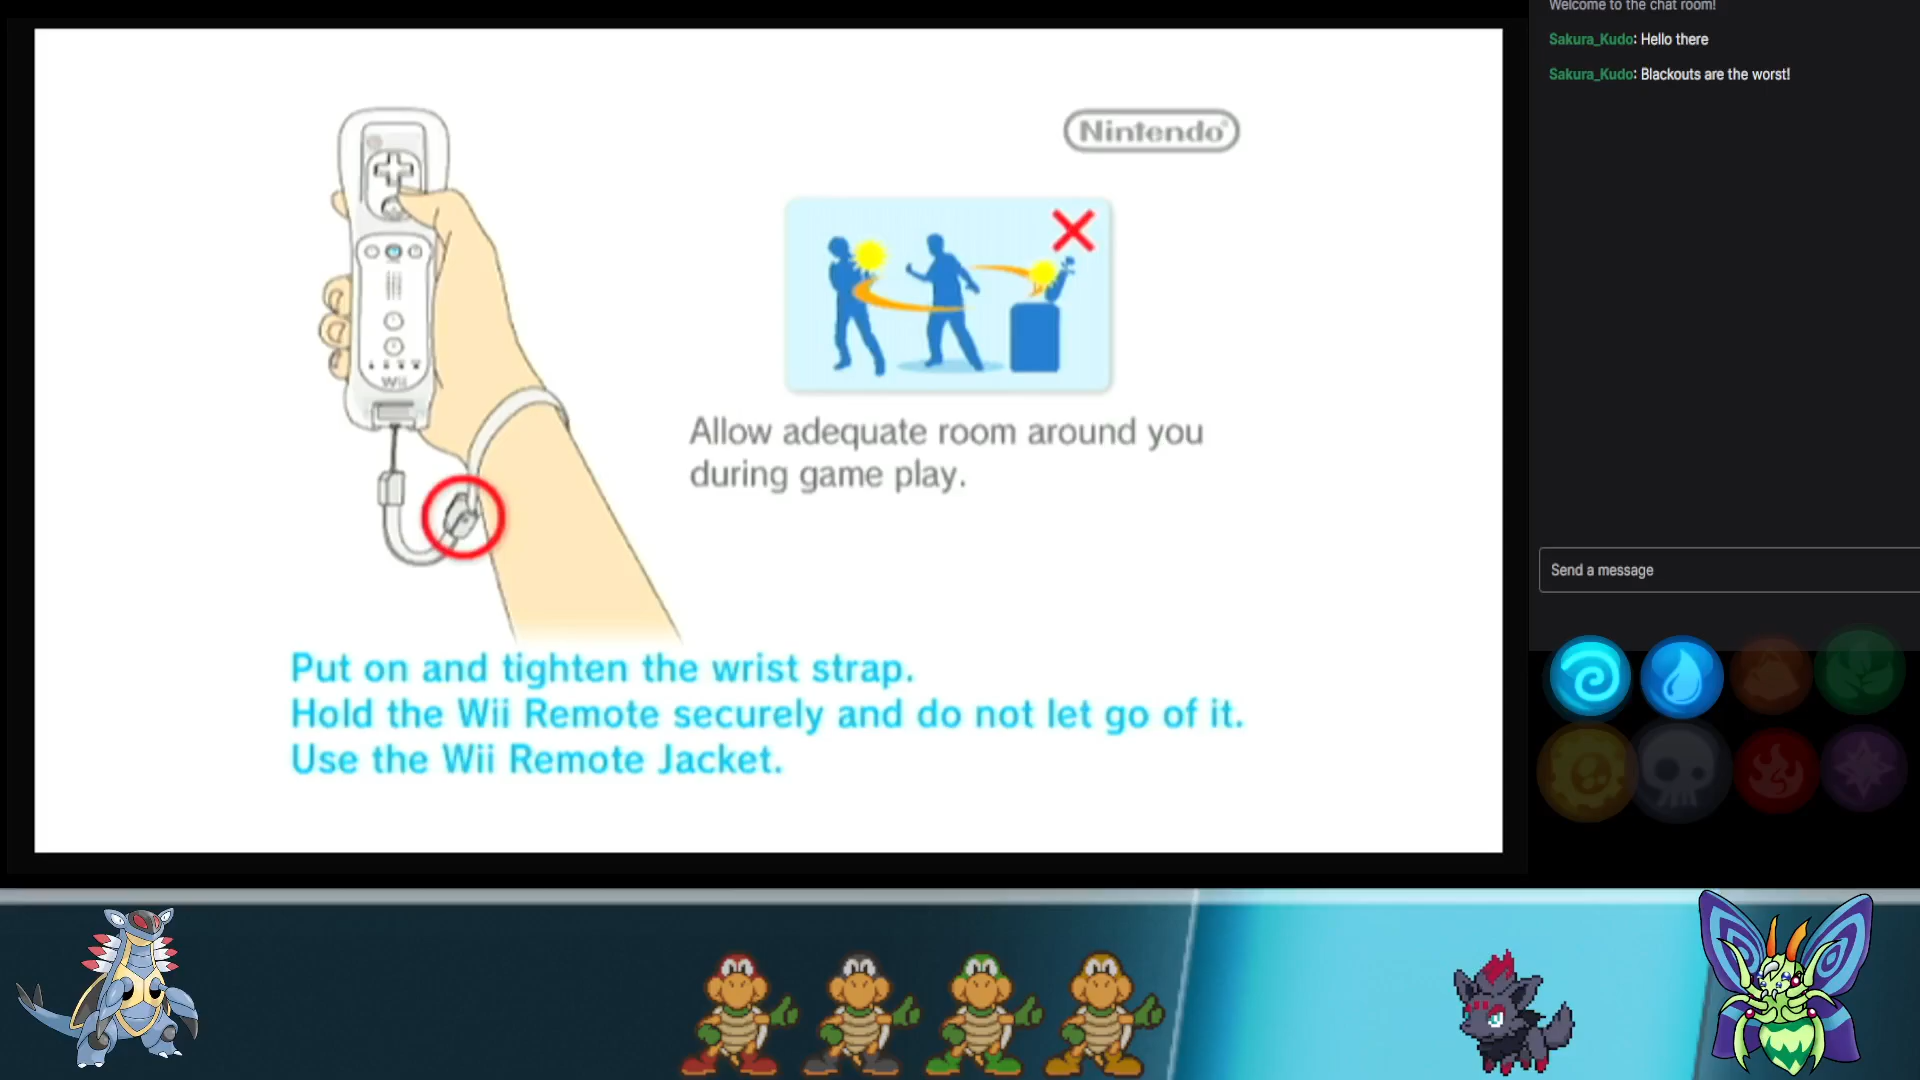 Welcome to the chat room!
Sakura_Kudo: Hello there
Sakura_Kudo: Blackouts are the worst!
Nintendo®
Wii
Allow adequate room around you
during game play.
Put on and tighten the wrist strap.
Hold the Wii Remote securely and do not let go of it.
Use the Wii Remote Jacket.
Send a message